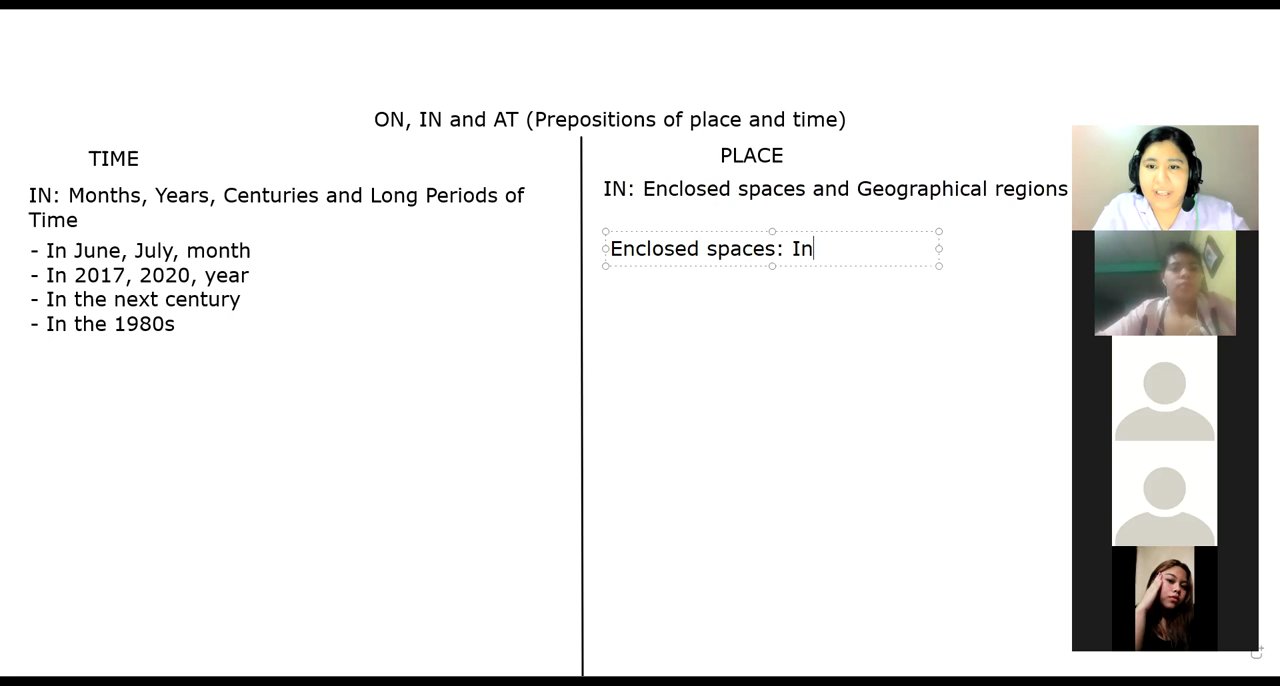 ON, IN and AT (Prepositions of place and time)
TIME
IN: Months, Years, Centuries and Long Periods of
Time
- In June, July, month
- In 2017, 2020, year
- In the next century
- In the 1980s
PLACE
IN: Enclosed spaces and Geographical regions
Enclosed spaces: In